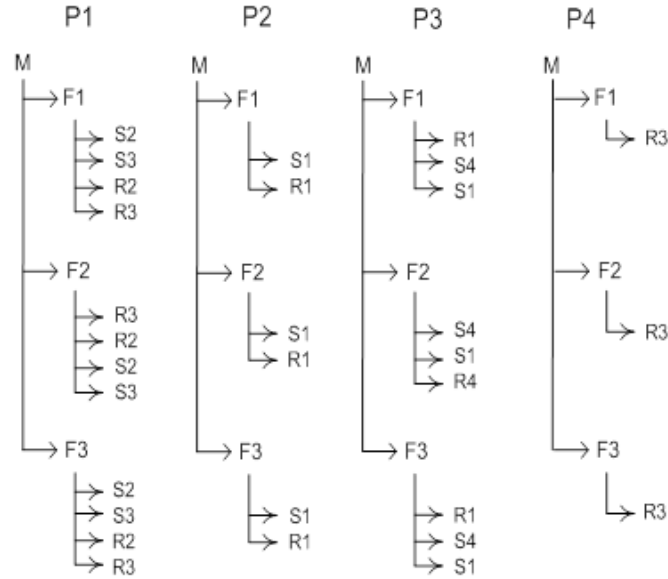 P1 P2 P3 P4
M M M M
F1 F1 F1 F1
S2 R1 R3
S3 S1 S4
R2 R1 S1
R3
F2 F2 F2 F2
R3
R2 S1 S4 R3
S2 R1 S1
S3 R4
F3 F3 F3 F3
S2
S3 S1 R1 R3
R2 R1 S4
R3 S1